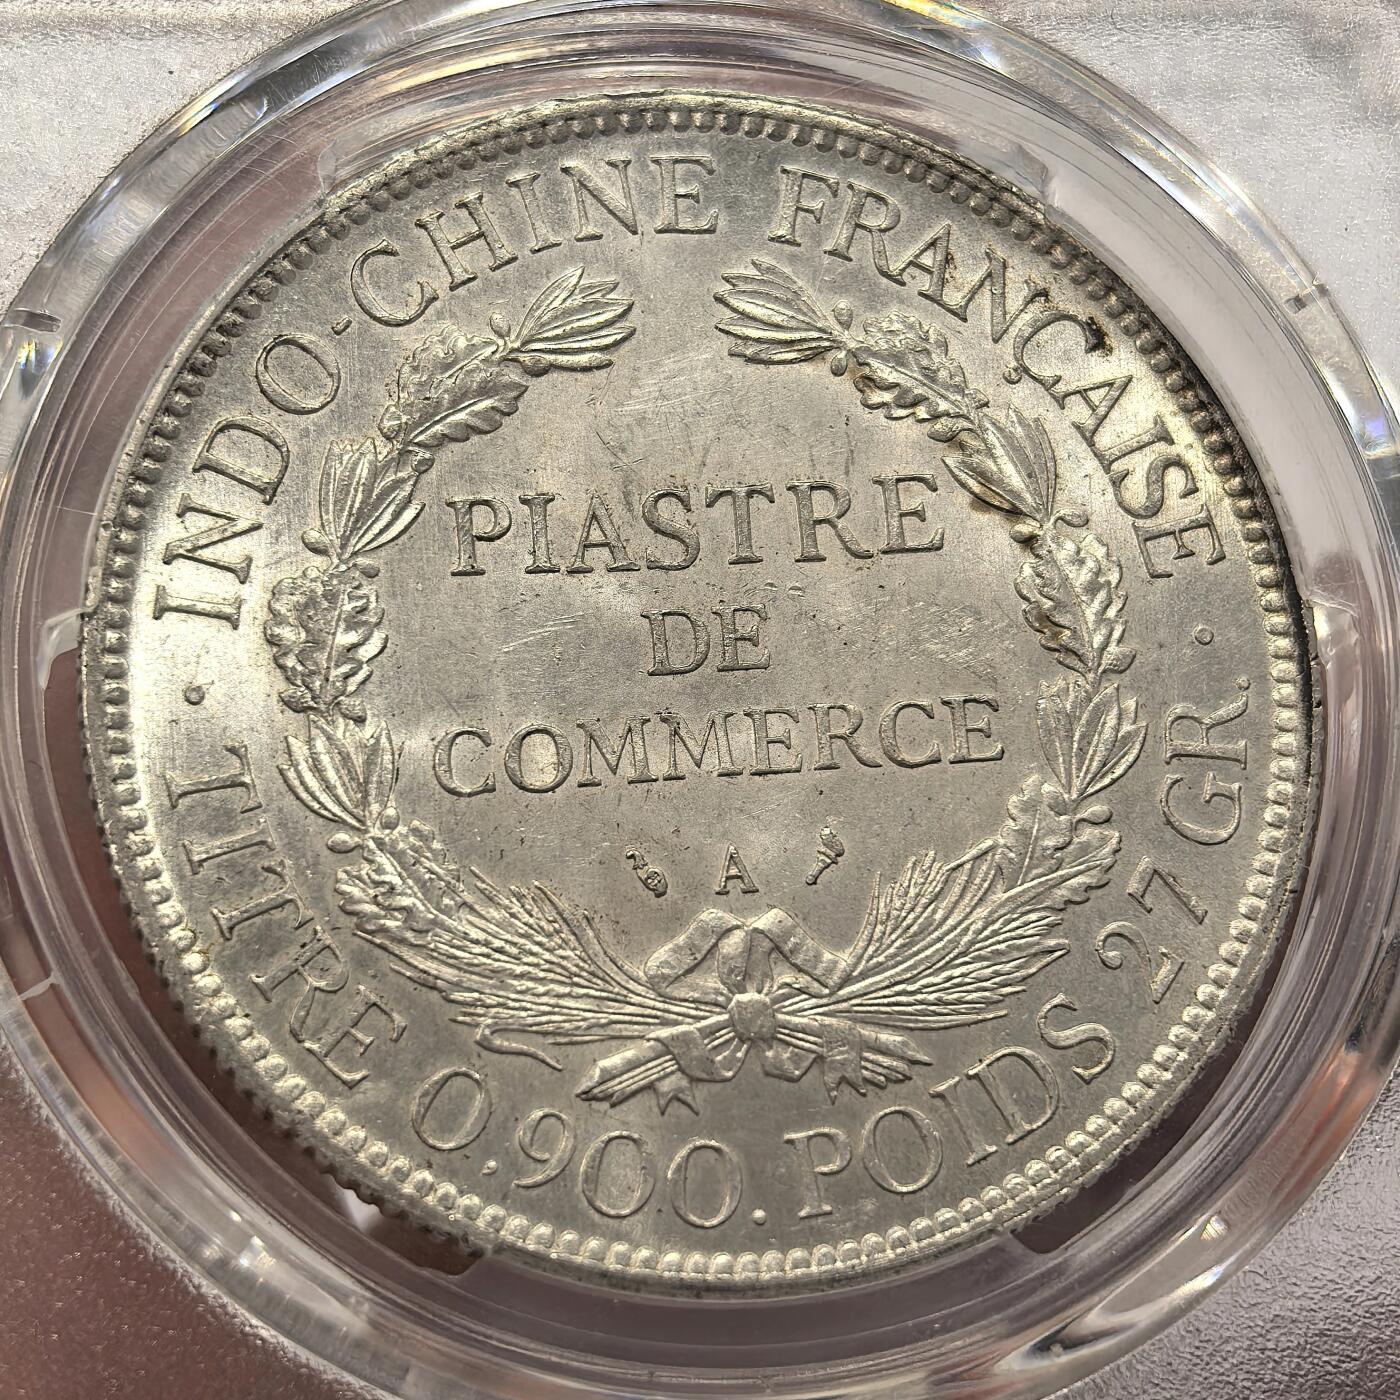 INDO-CHINE FRANÇAISE
PIASTRE
DE
COMMERCE
A
TITRE 0,900. POIDS 27 GR.